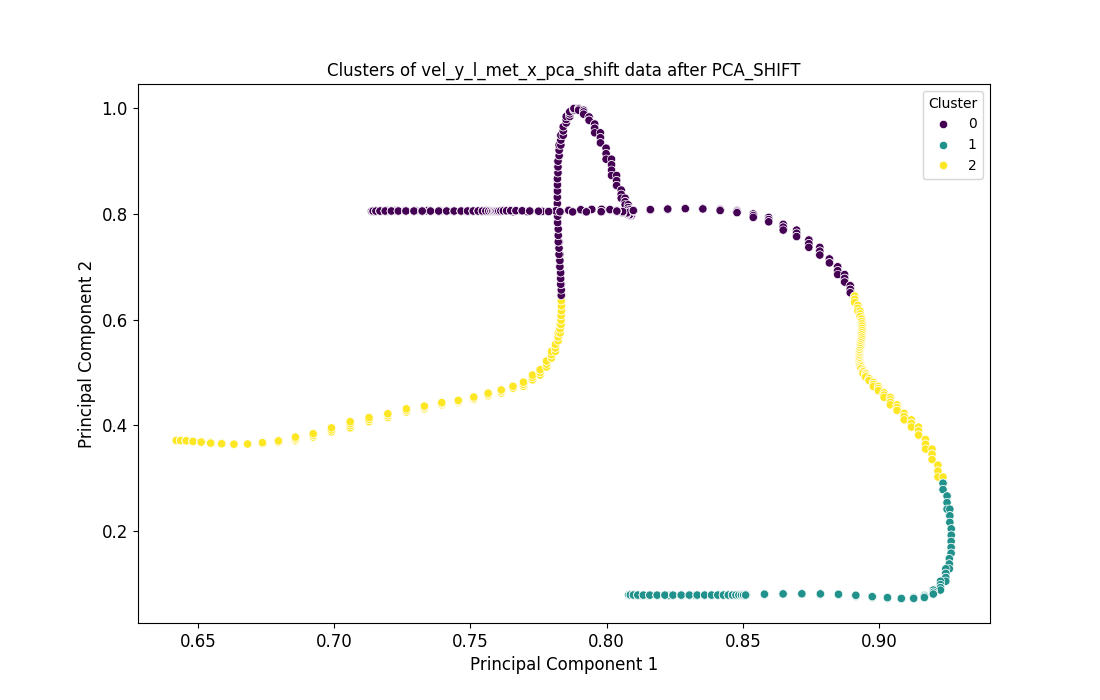 Clusters of vel_y_l_met_x_pca_shift data after PCA_SHIFT
Cluster
0
1
2
1.0
0.8
0.6
0.4
0.2
Principal Component 2
0.65 0.70 0.75 0.80 0.85 0.90
Principal Component 1